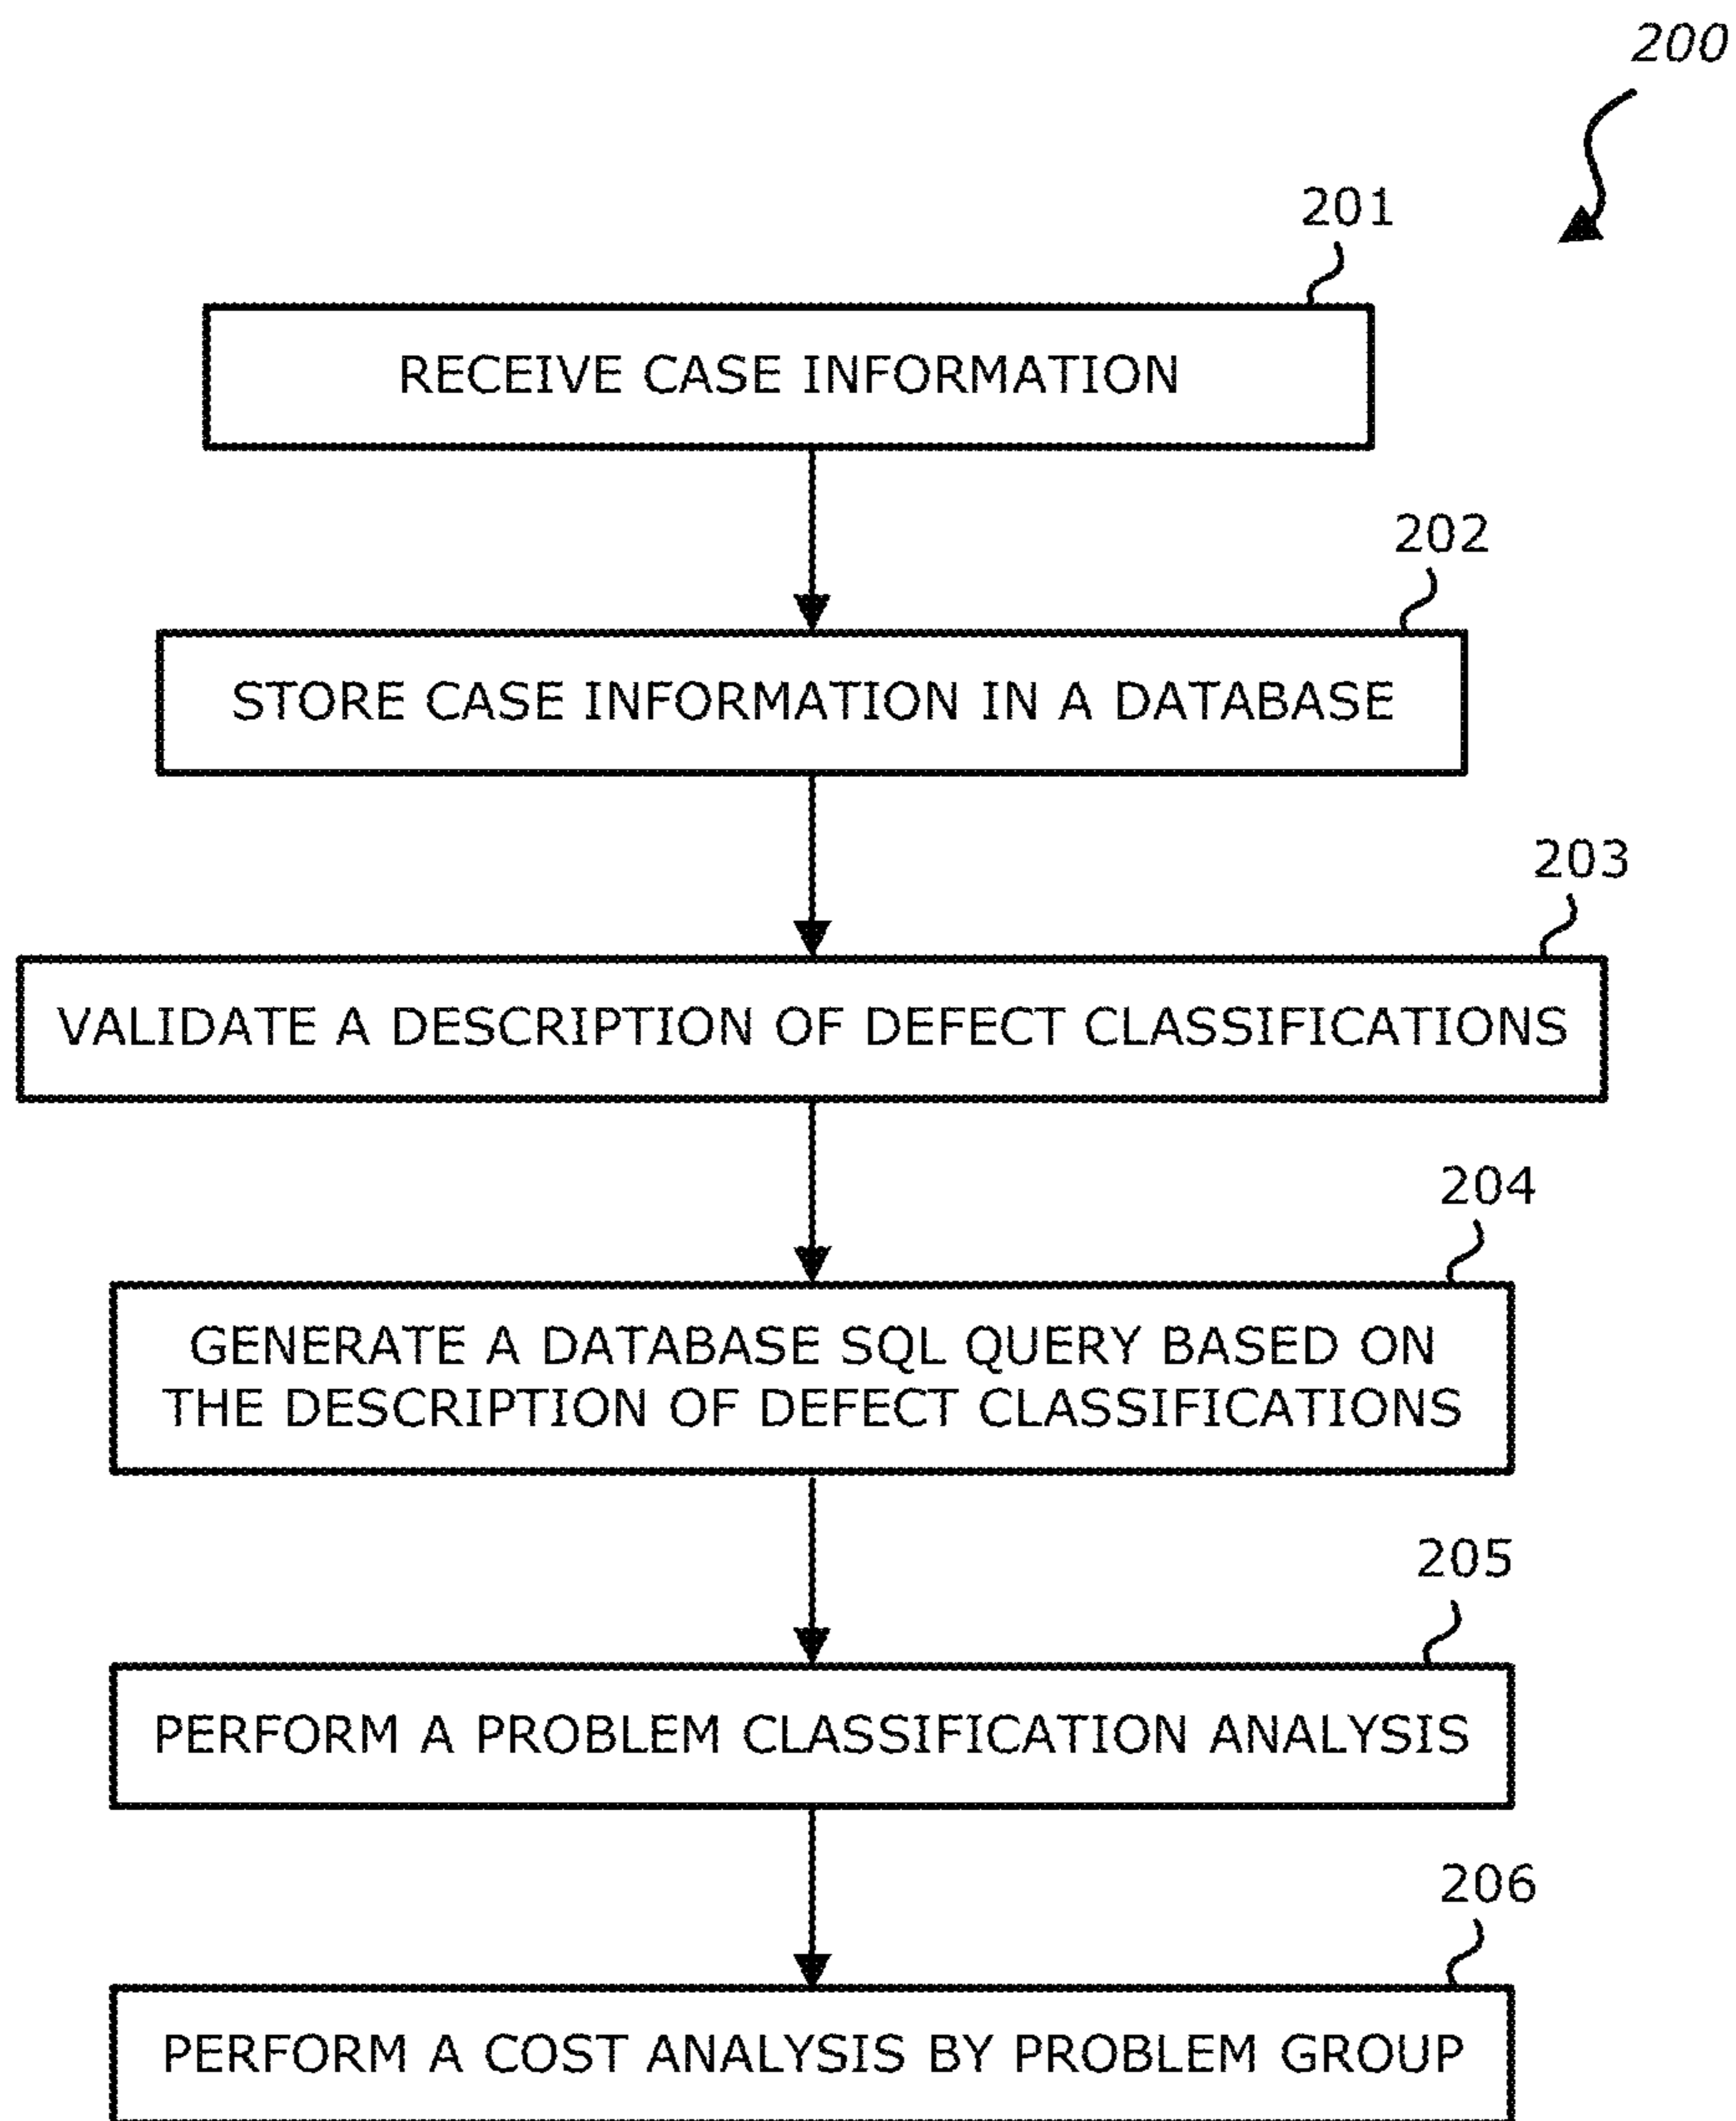 200
201
RECEIVE CASE INFORMATION
202
STORE CASE INFORMATION IN A DATABASE
203
VALIDATE A DESCRIPTION OF DEFECT CLASSIFICATIONS
204
GENERATE A DATABASE SQL QUERY BASED ON
THE DESCRIPTION OF DEFECT CLASSIFICATIONS
205
PERFORM A PROBLEM CLASSIFICATION ANALYSIS
206
PERFORM A COST ANALYSIS BY PROBLEM GROUP